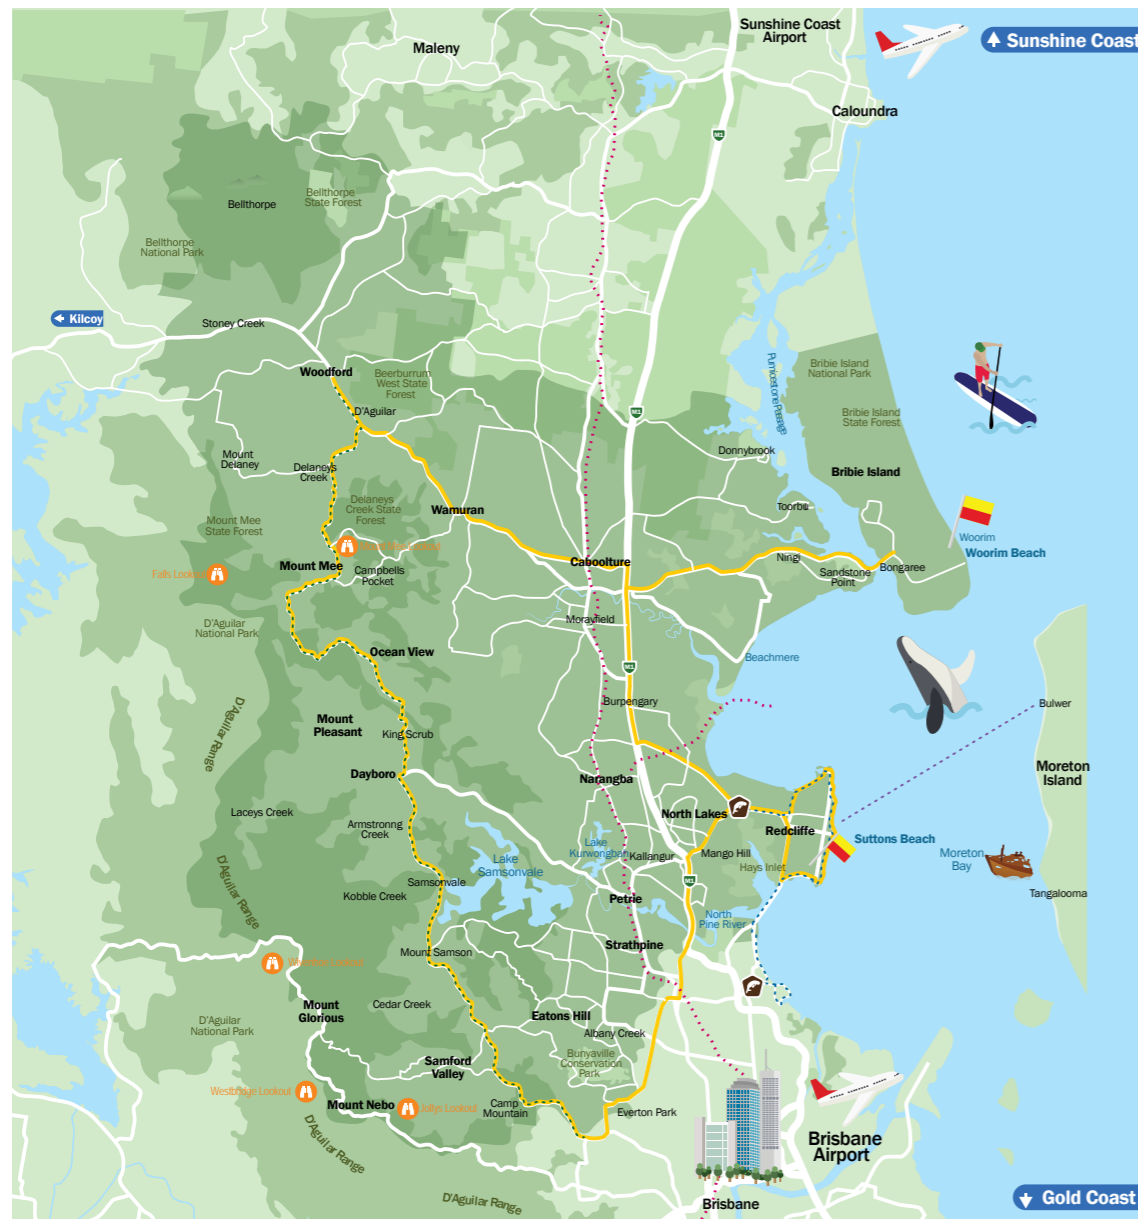 Sunshine Coast
Airport
Sunshine Coast
Maleny
Caloundra
M1
Bellthorpe
State Forest
Bellthorpe
Bellthorpe
National Park
Kilcoy
Stoney Creek
Woodford
Beerburrum
West State
Forest
Pumicestone Passage
Bribie Island
National Park
M1
D'Aguilar
Bribie Island
State Forest
Mount
Delaney
Delaneys
Creek
Donnybrook
Bribie Island
Delaneys
Creek State
Forest
Wamuran
Toorbul
Mount Mee
State Forest
Woorim
Woorim Beach
Falls Lookout
Mount Mee
Campbells
Pocket
Caboolture
Ningi
Sandstone
Point
Bongaree
D'Aguilar
National Park
Morayfield
Ocean View
Beachmere
M1
D'Aguilar Range
Burpengary
Bulwer
Mount
Pleasant
King Scrub
Dayboro
Narangba
Moreton
Island
Laceys Creek
Armstronng
Creek
North Lakes
Redcliffe
Suttons Beach
Lake
Samsonvale
Lake
Kurwongbah
Kallangur
Mango Hill
Hays Inlet
Moreton
Bay
M1
D'Aguilar Range
Samsonvale
Kobble Creek
Petrie
Tangalooma
North
Pine River
Strathpine
Mount Samson
Mount
Glorious
Cedar Creek
D'Aguilar
National Park
Eatons Hill
Albany Creek
Samford
Valley
Bunyaville
Conservation
Park
Westbridge Lookout
Mount Nebo
Jollys Lookout
Camp
Mountain
Everton Park
D'Aguilar Range
Brisbane
Airport
D'Aguilar Range
Brisbane
Gold Coast